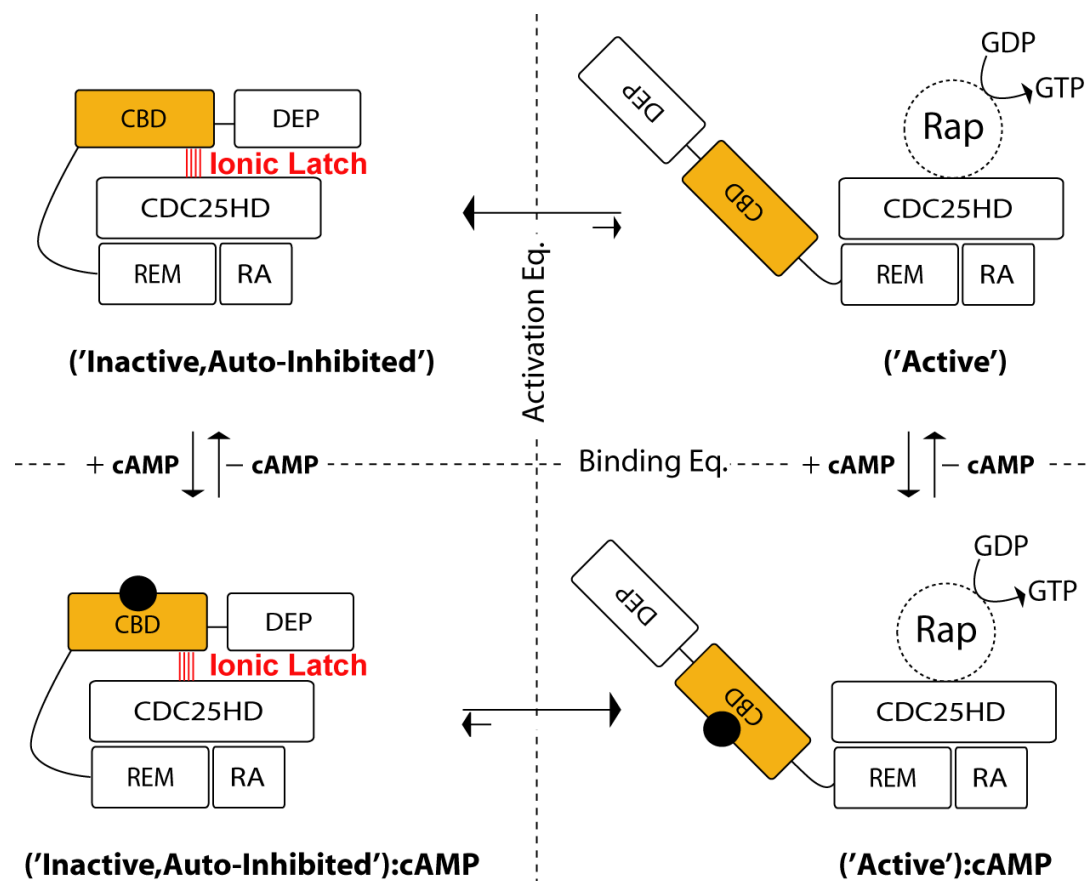 CBD
DEP
Ionic Latch
CDC25HD
REM
RA
('Inactive,Auto-Inhibited')
DEP
CBD
GDP
GTP
Rap
CDC25HD
REM
RA
('Active')
Activation Eq.
+ cAMP
– cAMP
Binding Eq.
+ cAMP
– cAMP
CBD
DEP
Ionic Latch
CDC25HD
REM
RA
('Inactive,Auto-Inhibited'):cAMP
DEP
CBD
GDP
GTP
Rap
CDC25HD
REM
RA
('Active'):cAMP